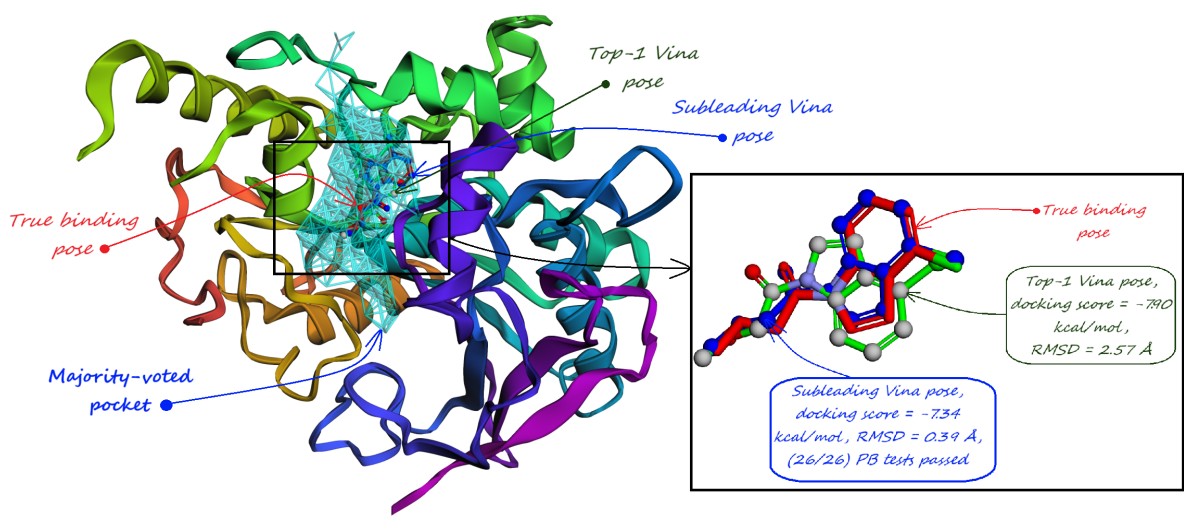 Top-1 Vina
pose
Subleading Vina
pose
True binding
pose
Majority-voted
pocket
True binding
pose
Top-1 Vina pose,
docking score = -7.90
kcal/mol,
RMSD = 2.57 Å
Subleading Vina pose,
docking score = -7.34
kcal/mol, RMSD = 0.39 Å,
(26/26) PB tests passed